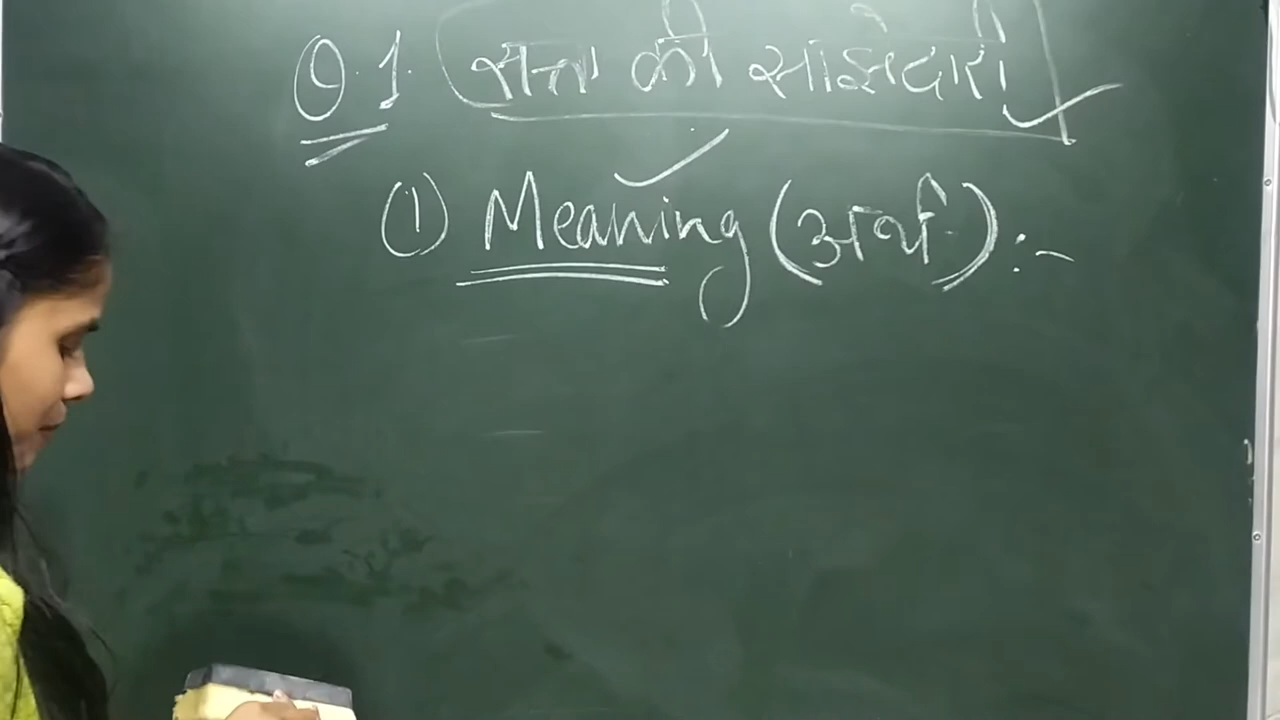 Q.1. सत्ता की साझेदारी
(1) Meaning (अर्थ) :-